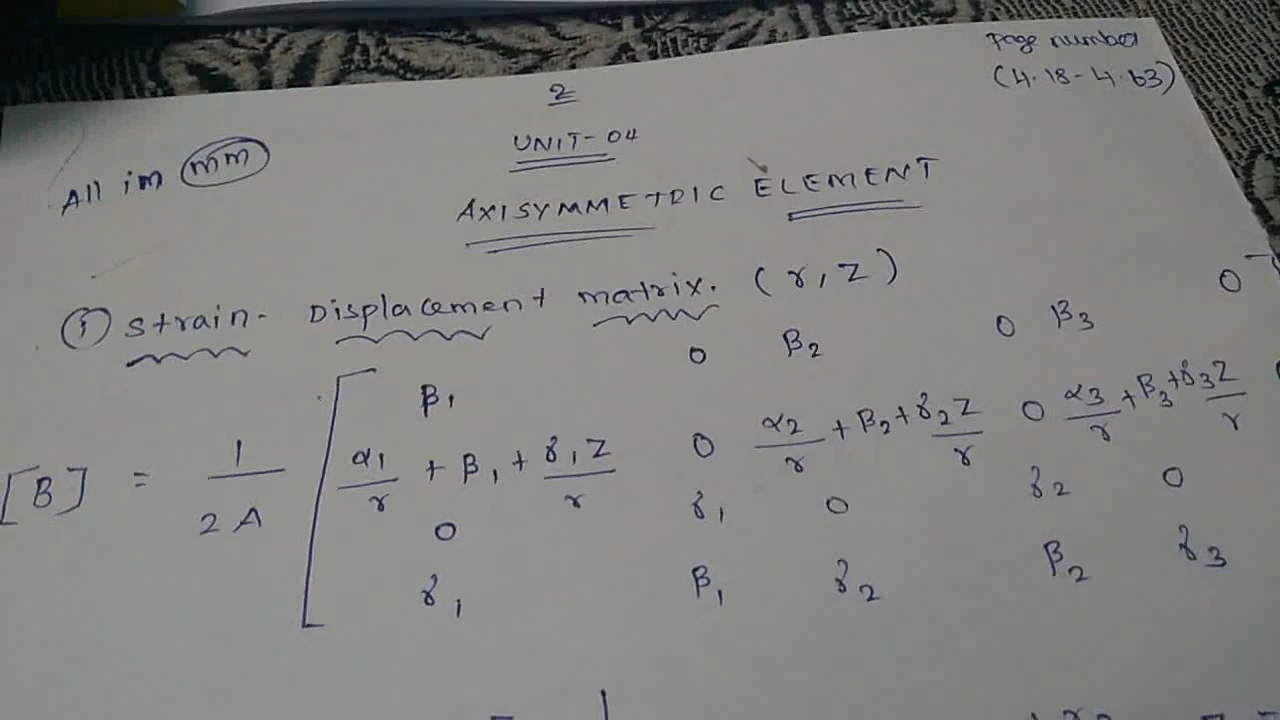 Page number
(4.18-4.63)
2
UNIT-04
All im mm
AXISYMMETRIC ELEMENT
① Strain- Displacement matrix. (r, z)
[B] = 1/2A [
β₁ 0 β₂ 0 β₃ 0
α₁/r + β₁ + γ₁z/r 0 α₂/r + β₂ + γ₂z/r 0 α₃/r + β₃ + γ₃z/r
0 γ₁ 0 γ₂ 0
γ₁ β₁ γ₂ β₂ γ₃